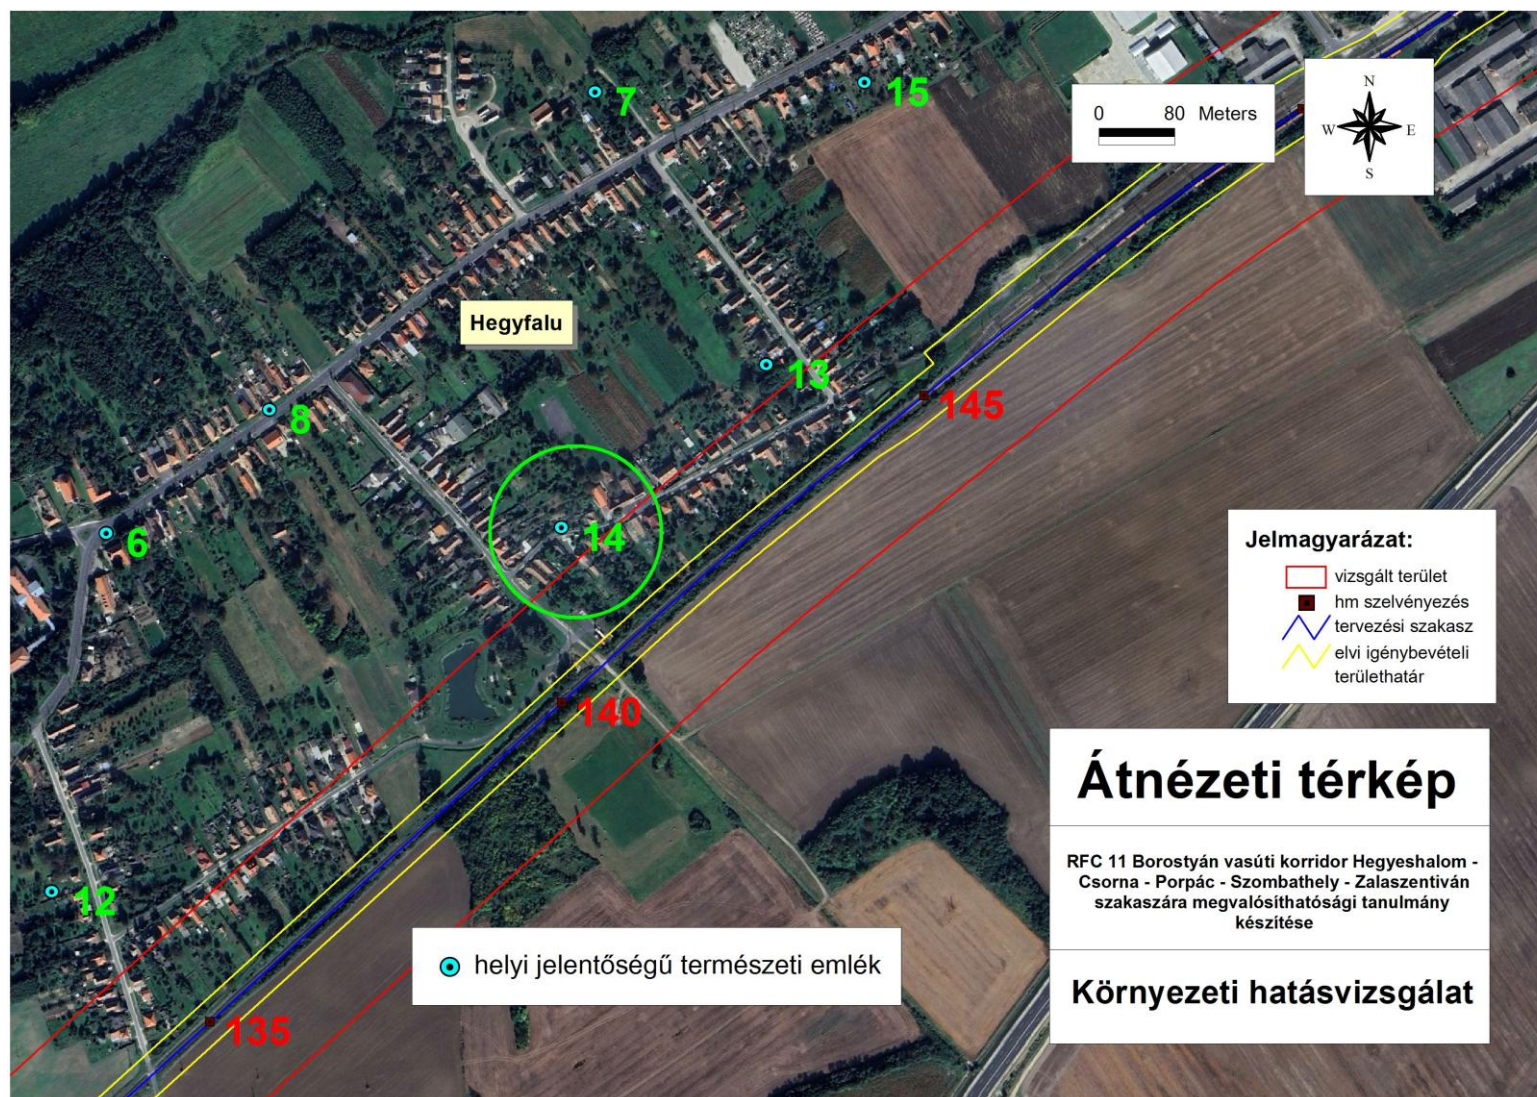 7
15
0 80 Meters
N
W E
S
Hegyfalu
13
8
145
14
6
Jelmagyarázat:
vizsgált terület
hm szelvényezés
tervezési szakasz
elvi igénybevételi
területhatár
140
Átnézeti térkép
RFC 11 Borostyán vasúti korridor Hegyeshalom -
Csorna - Porpác - Szombathely - Zalaszentiván
szakaszára megvalósíthatósági tanulmány
készítése
12
helyi jelentőségű természeti emlék
Környezeti hatásvizsgálat
135